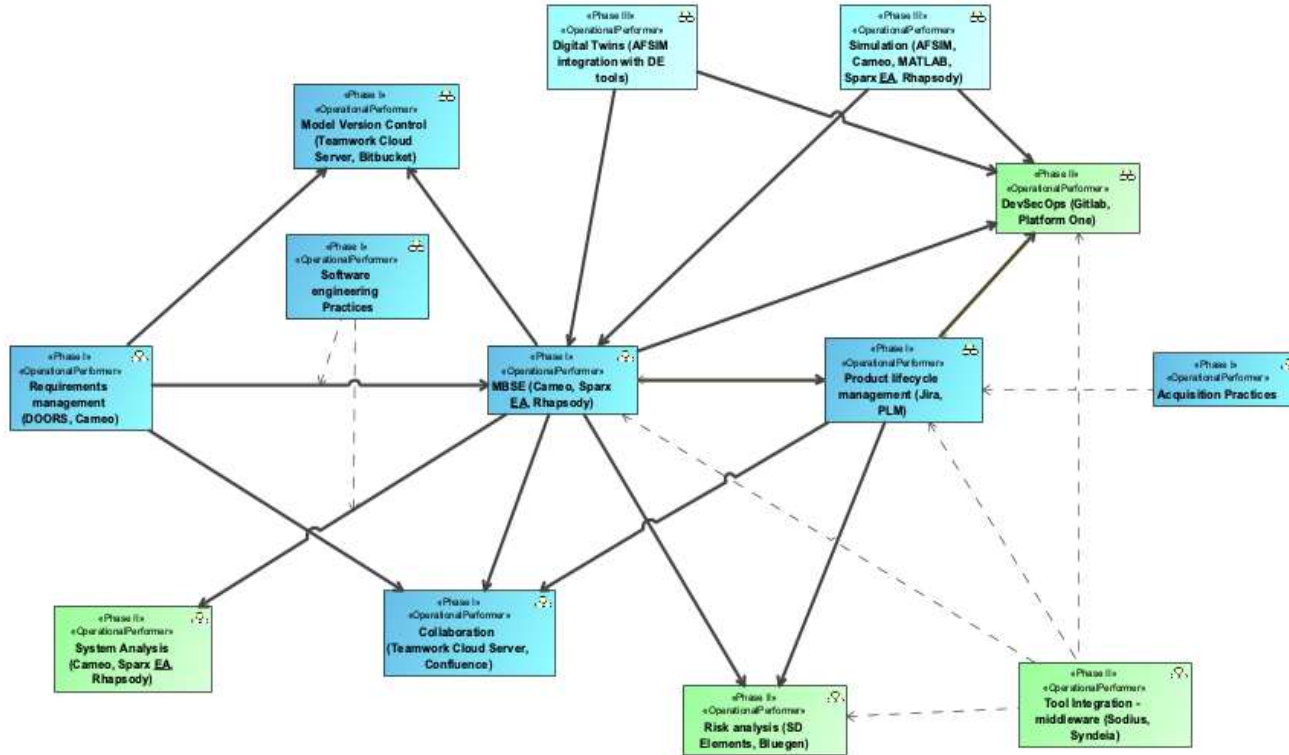 «Phase III»
«OperationalPerformer»
Digital Twins (AFSIM
integration with DE
tools)
«Phase III»
«OperationalPerformer»
Simulation (AFSIM,
Cameo, MATLAB,
Sparx EA, Rhapsody)
«Phase I»
«OperationalPerformer»
Model Version Control
(Teamwork Cloud
Server, Bitbucket)
«Phase II»
«OperationalPerformer»
DevSecOps (Gitlab,
Platform One)
«Phase I»
«OperationalPerformer»
Software
engineering
Practices
«Phase I»
«OperationalPerformer»
Requirements
management
(DOORS, Cameo)
«Phase I»
«OperationalPerformer»
MBSE (Cameo, Sparx
EA, Rhapsody)
«Phase I»
«OperationalPerformer»
Product lifecycle
management (Jira,
PLM)
«Phase I»
«OperationalPerformer»
Acquisition Practices
«Phase I»
«OperationalPerformer»
Collaboration
(Teamwork Cloud Server,
Confluence)
«Phase II»
«OperationalPerformer»
System Analysis
(Cameo, Sparx EA,
Rhapsody)
«Phase II»
«OperationalPerformer»
Risk analysis (SD
Elements, Bluegen)
«Phase II»
«OperationalPerformer»
Tool Integration -
middleware (Sodius,
Syndeia)